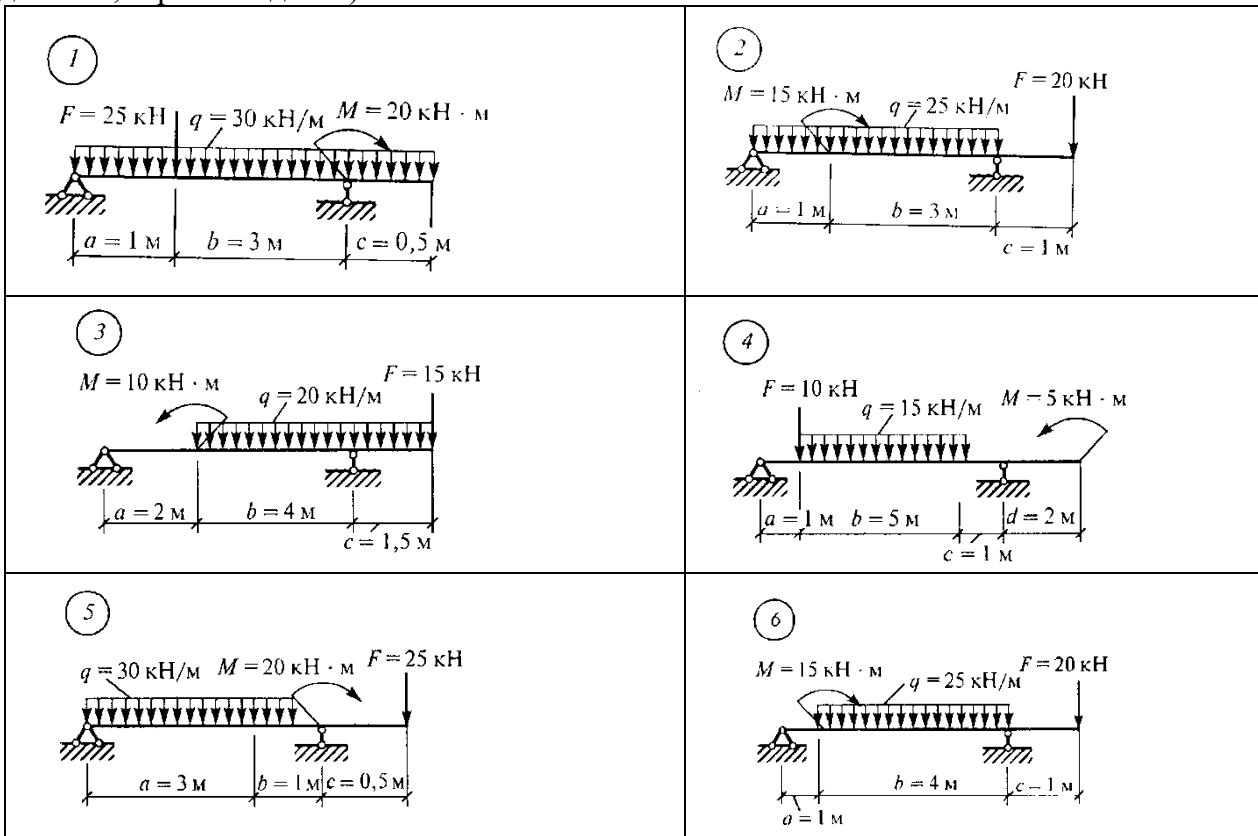 1
F = 25 кН q = 30 кН/м M = 20 кН · м
a = 1 м b = 3 м c = 0,5 м
2
F = 20 кН
M = 15 кН · м
q = 25 кН/м
a = 1 м b = 3 м
c = 1 м
3
F = 15 кН
M = 10 кН · м
q = 20 кН/м
a = 2 м b = 4 м
c = 1,5 м
4
F = 10 кН
q = 15 кН/м M = 5 кН · м
a = 1 м b = 5 м d = 2 м
c = 1 м
5
q = 30 кН/м M = 20 кН · м F = 25 кН
a = 3 м b = 1 м c = 0,5 м
6
M = 15 кН · м F = 20 кН
q = 25 кН/м
b = 4 м c = 1 м
a = 1 м